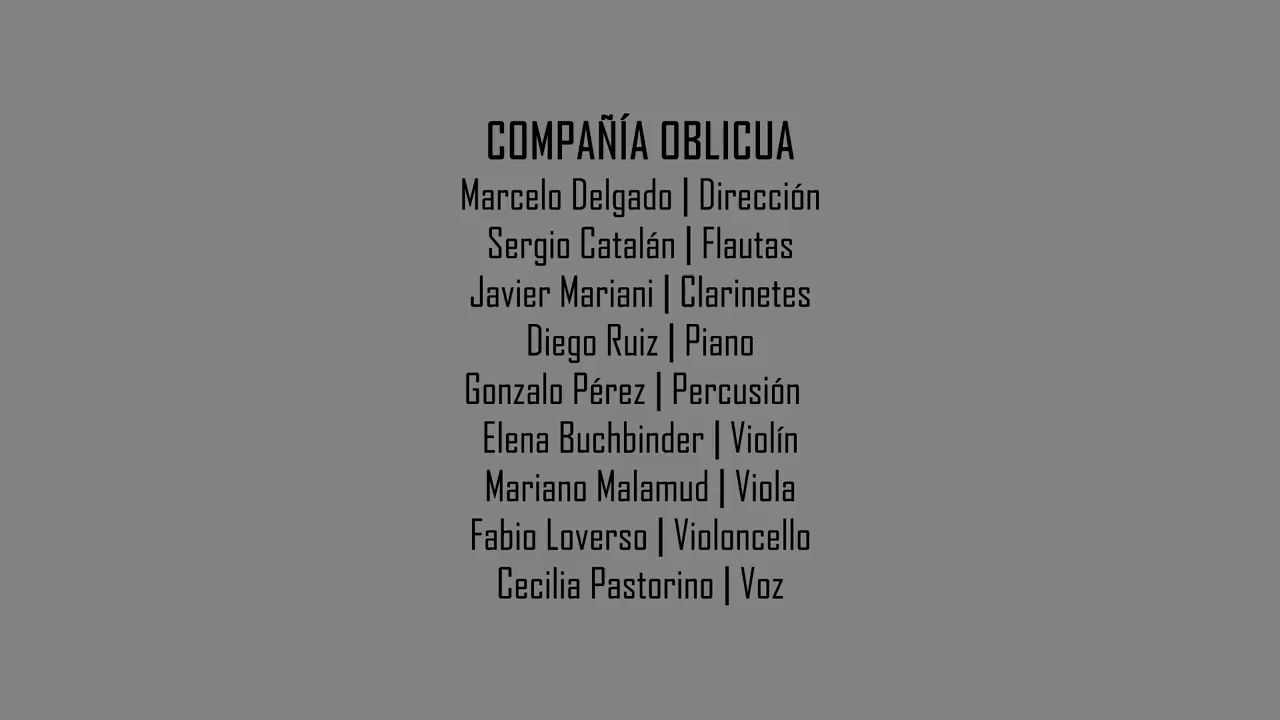 COMPAÑÍA OBLICUA
Marcelo Delgado | Dirección
Sergio Catalán | Flautas
Javier Mariani | Clarinetes
Diego Ruiz | Piano
Gonzalo Pérez | Percusión
Elena Buchbinder | Violín
Mariano Malamud | Viola
Fabio Loverso | Violoncello
Cecilia Pastorino | Voz